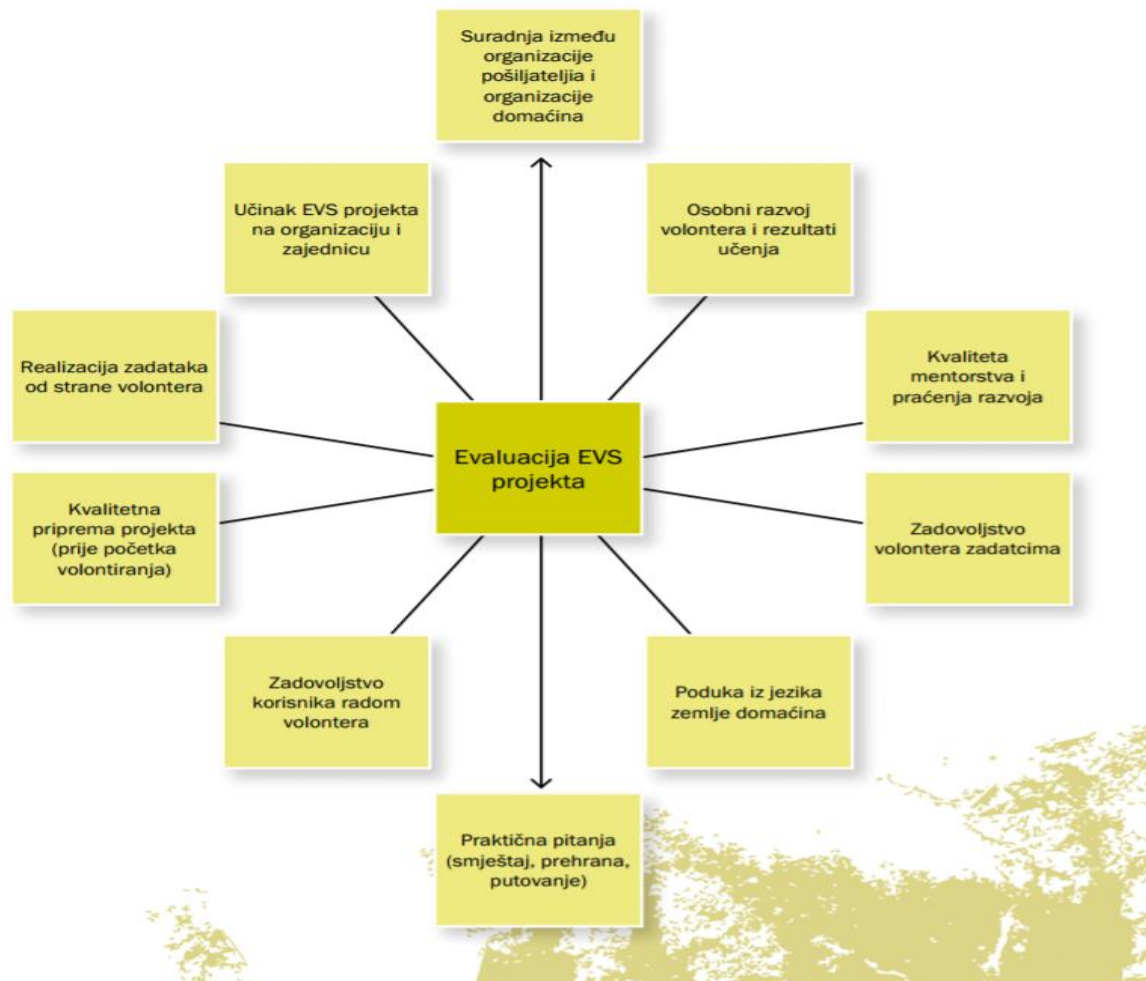 Suradnja između
organizacije
pošiljateljia i
organizacije
domaćina
Učinak EVS projekta
na organizaciju i
zajednicu
Osobni razvoj
volontera i rezultati
učenja
Realizacija zadataka
od strane volontera
Kvaliteta
mentorstva i
praćenja razvoja
Evaluacija EVS
projekta
Kvalitetna
priprema projekta
(prije početka
volontiranja)
Zadovoljstvo
volontera zadatcima
Zadovoljstvo
korisnika radom
volontera
Poduka iz jezika
zemlje domaćina
Praktična pitanja
(smještaj, prehrana,
putovanje)